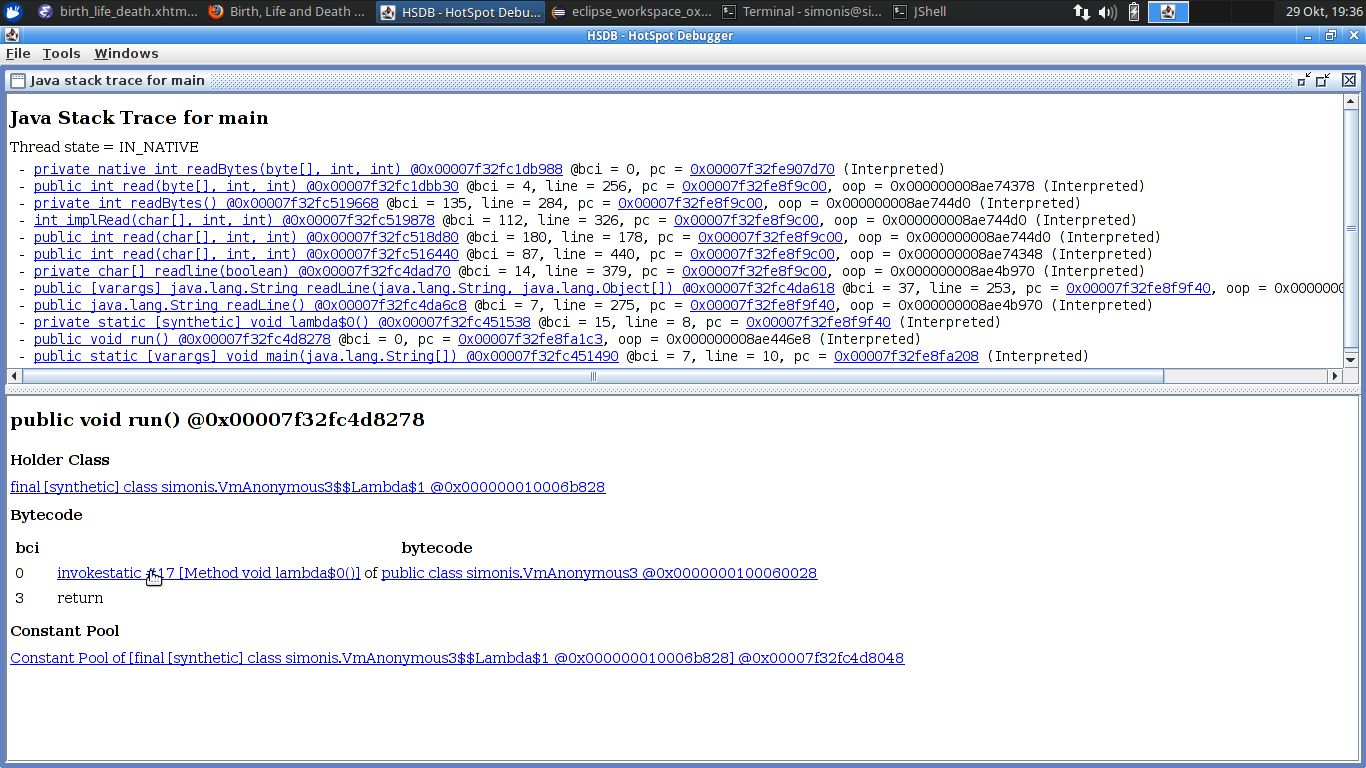 birth_life_death.xhtm... Birth, Life and Death ... HSDB - HotSpot Debu... eclipse_workspace_ox... Terminal - simonis@si... JShell 29 Okt, 19:36
HSDB - HotSpot Debugger
File Tools Windows
Java stack trace for main
Java Stack Trace for main
Thread state = IN_NATIVE
- private native int readBytes(byte[], int, int) @0x00007f32fc1db988 @bci = 0, pc = 0x00007f32fe907d70 (Interpreted)
- public int read(byte[], int, int) @0x00007f32fc1dbb30 @bci = 4, line = 256, pc = 0x00007f32fe8f9c00, oop = 0x000000008ae74378 (Interpreted)
- private int readBytes() @0x00007f32fc519668 @bci = 135, line = 284, pc = 0x00007f32fe8f9c00, oop = 0x000000008ae744d0 (Interpreted)
- int implRead(char[], int, int) @0x00007f32fc519878 @bci = 112, line = 326, pc = 0x00007f32fe8f9c00, oop = 0x000000008ae744d0 (Interpreted)
- public int read(char[], int, int) @0x00007f32fc518d80 @bci = 180, line = 178, pc = 0x00007f32fe8f9c00, oop = 0x000000008ae744d0 (Interpreted)
- public int read(char[], int, int) @0x00007f32fc516440 @bci = 87, line = 440, pc = 0x00007f32fe8f9c00, oop = 0x000000008ae74348 (Interpreted)
- private char[] readline(boolean) @0x00007f32fc4dad70 @bci = 14, line = 379, pc = 0x00007f32fe8f9c00, oop = 0x000000008ae4b970 (Interpreted)
- public [varargs] java.lang.String readLine(java.lang.String, java.lang.Object[]) @0x00007f32fc4da618 @bci = 37, line = 253, pc = 0x00007f32fe8f9f40, oop = 0x0000000
- public java.lang.String readLine() @0x00007f32fc4da6c8 @bci = 7, line = 275, pc = 0x00007f32fe8f9f40, oop = 0x000000008ae4b970 (Interpreted)
- private static [synthetic] void lambda$0() @0x00007f32fc451538 @bci = 15, line = 8, pc = 0x00007f32fe8f9f40 (Interpreted)
- public void run() @0x00007f32fc4d8278 @bci = 0, pc = 0x00007f32fe8fa1c3, oop = 0x000000008ae446e8 (Interpreted)
- public static [varargs] void main(java.lang.String[]) @0x00007f32fc451490 @bci = 7, line = 10, pc = 0x00007f32fe8fa208 (Interpreted)
public void run() @0x00007f32fc4d8278
Holder Class
final [synthetic] class simonis.VmAnonymous3$$Lambda$1 @0x000000010006b828
Bytecode
bci bytecode
0 invokestatic #17 [Method void lambda$0()] of public class simonis.VmAnonymous3 @0x0000000100060028
3 return
Constant Pool
Constant Pool of [final [synthetic] class simonis.VmAnonymous3$$Lambda$1 @0x000000010006b828] @0x00007f32fc4d8048